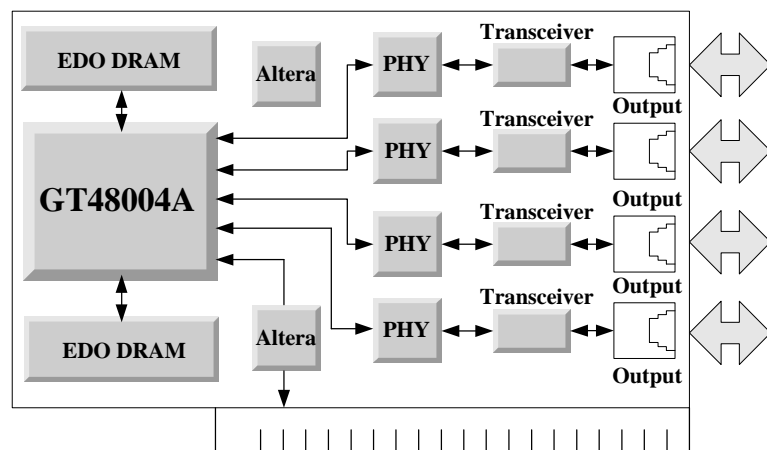 EDO DRAM
Altera
PHY
Transceiver
Output
GT48004A
PHY
Transceiver
Output
PHY
Transceiver
Output
EDO DRAM
Altera
PHY
Transceiver
Output